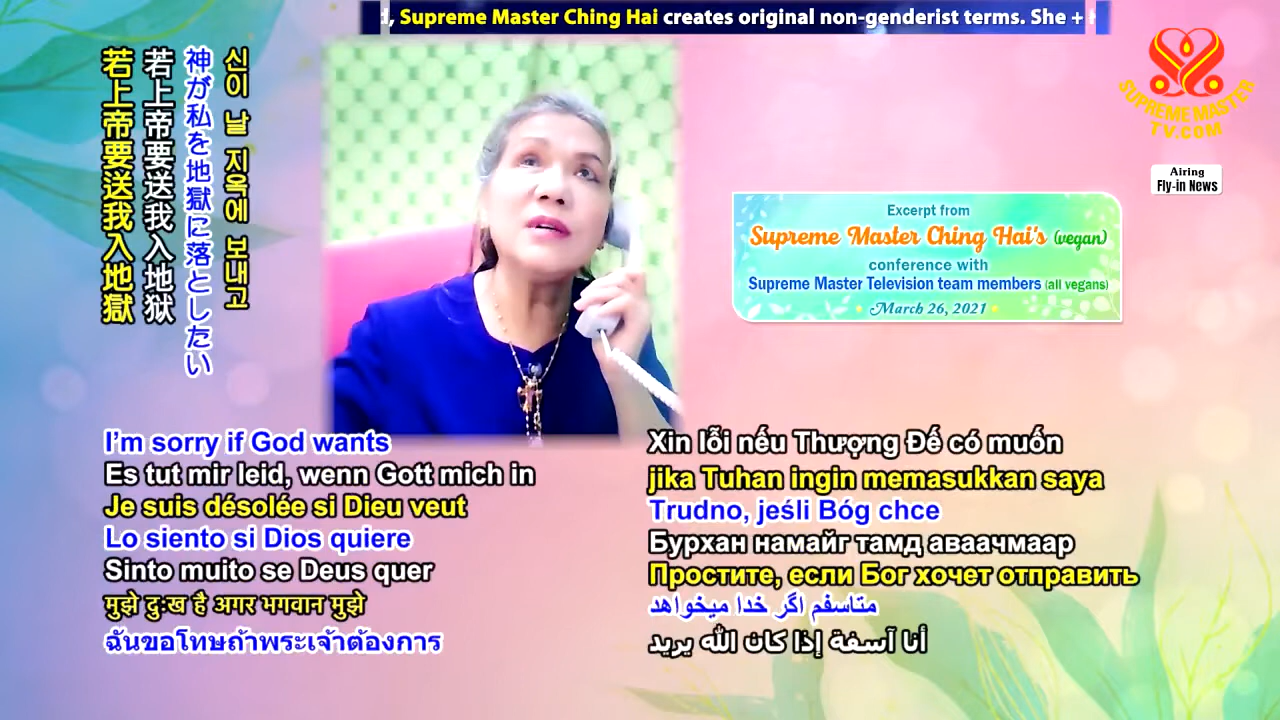 d, Supreme Master Ching Hai creates original non-genderist terms. She +
SUPREME MASTER
TV.COM
Airing
Fly-in News
신이 날 지옥에 보내고
神が私を地獄に落としたい
若上帝要送我入地狱
若上帝要送我入地獄
Excerpt from
Supreme Master Ching Hai's (vegan)
conference with
Supreme Master Television team members (all vegans)
March 26, 2021
I'm sorry if God wants
Es tut mir leid, wenn Gott mich in
Je suis désolée si Dieu veut
Lo siento si Dios quiere
Sinto muito se Deus quer
मुझे दुःख है अगर भगवान मुझे
ฉันขอโทษถ้าพระเจ้าต้องการ
Xin lỗi nếu Thượng Đế có muốn
jika Tuhan ingin memasukkan saya
Trudno, jeśli Bóg chce
Бурхан намайг тамд аваачмаар
Простите, если Бог хочет отправить
متاسفم اگر خدا میخواهد
أنا آسفة إذا كان الله يريد